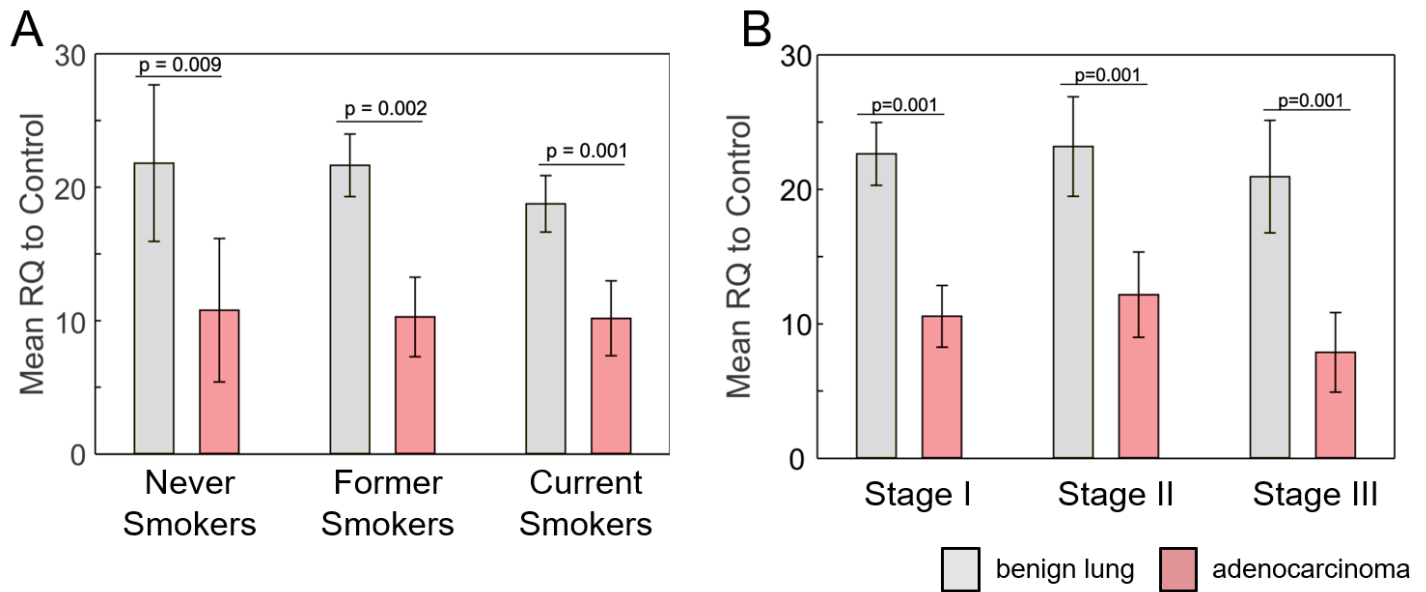 A
Mean RQ to Control
30
20
10
0
p = 0.009
p = 0.002
p = 0.001
Never
Smokers
Former
Smokers
Current
Smokers
B
Mean RQ to Control
30
20
10
0
p=0.001
p=0.001
p=0.001
Stage I
Stage II
Stage III
benign lung
adenocarcinoma